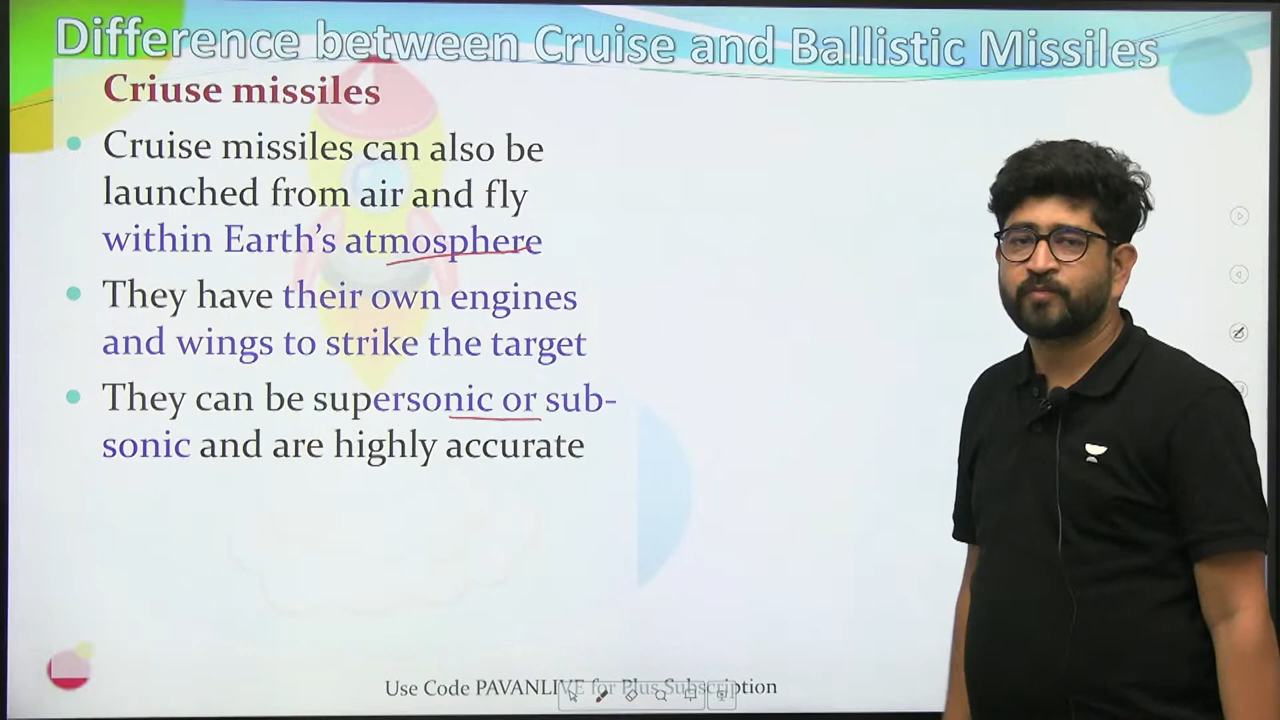 Difference between Cruise and Ballistic Missiles
Criuse missiles
Cruise missiles can also be
launched from air and fly
within Earth's atmosphere
They have their own engines
and wings to strike the target
They can be supersonic or sub-
sonic and are highly accurate
Use Code PAVANLIVE for Plus Subscription